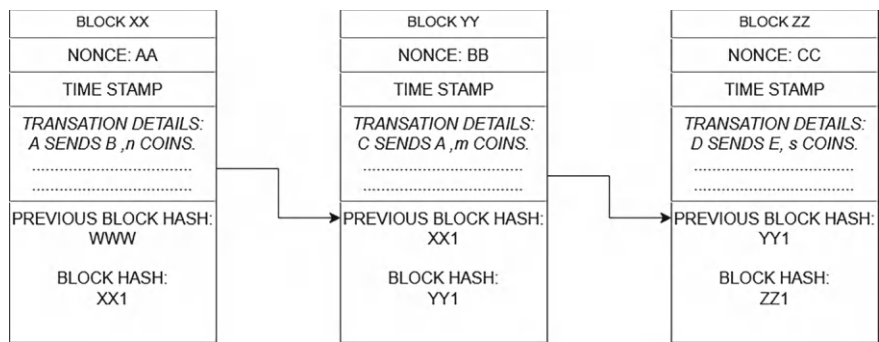 BLOCK XX
NONCE: AA
TIME STAMP
TRANSATION DETAILS:
A SENDS B ,n COINS.
..................................
..................................
PREVIOUS BLOCK HASH:
WWW
BLOCK HASH:
XX1
BLOCK YY
NONCE: BB
TIME STAMP
TRANSATION DETAILS:
C SENDS A ,m COINS.
..................................
..................................
PREVIOUS BLOCK HASH:
XX1
BLOCK HASH:
YY1
BLOCK ZZ
NONCE: CC
TIME STAMP
TRANSATION DETAILS:
D SENDS E, s COINS.
..................................
..................................
PREVIOUS BLOCK HASH:
YY1
BLOCK HASH:
ZZ1